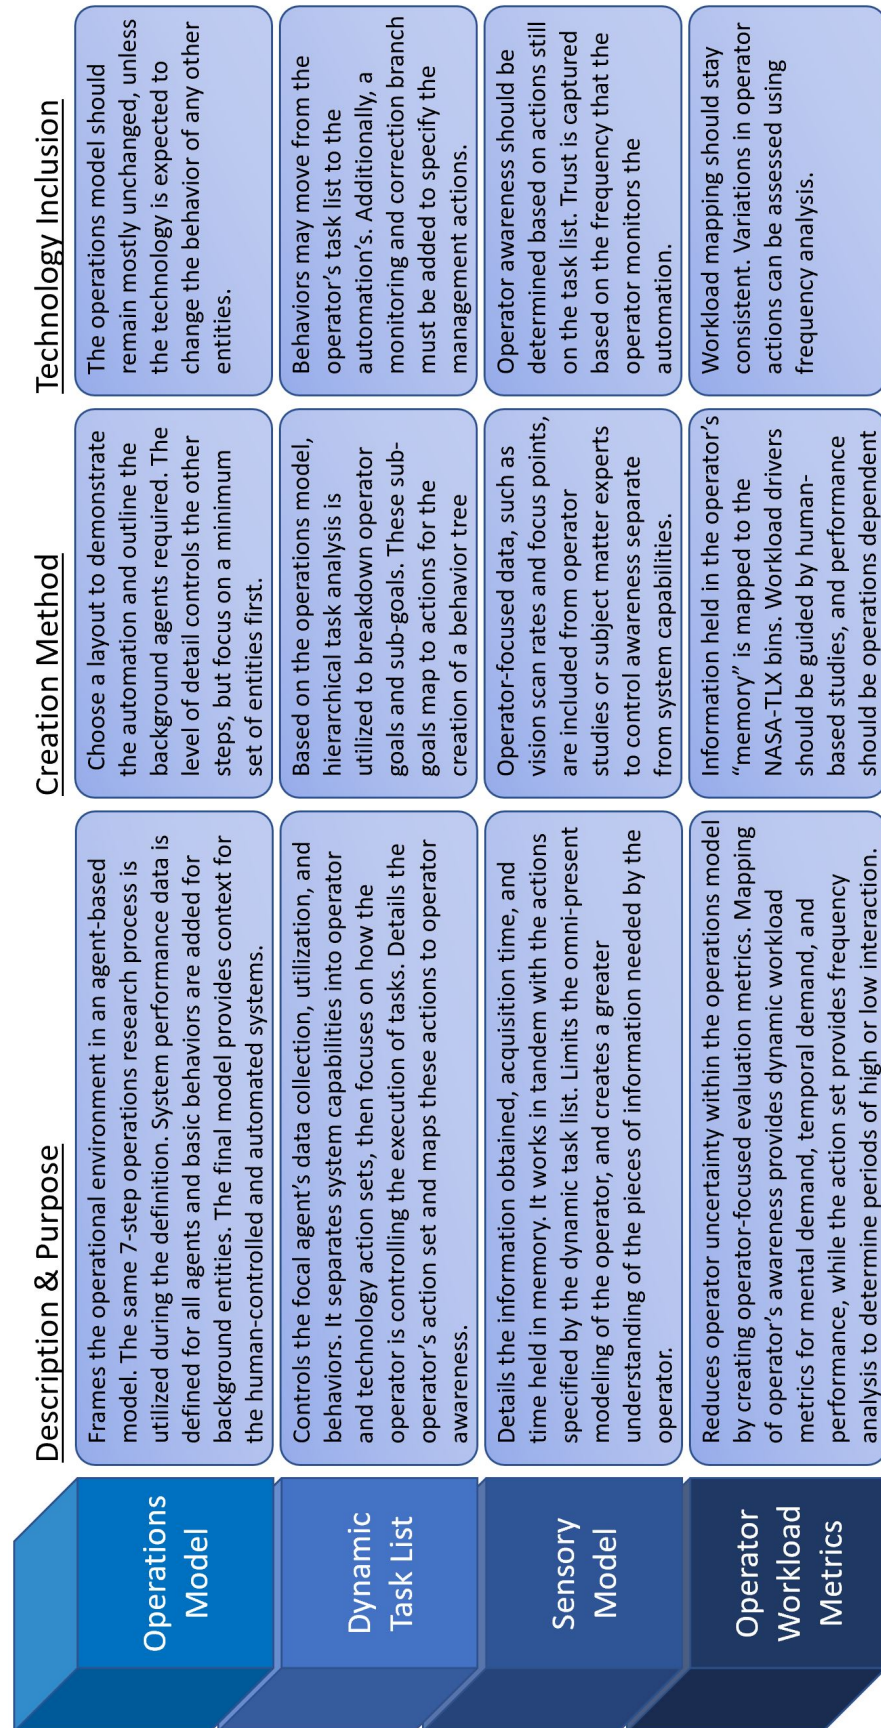 Description & Purpose
Creation Method
Technology Inclusion
Operations
Model
Frames the operational environment in an agent-based
model. The same 7-step operations research process is
utilized during the definition. System performance data is
defined for all agents and basic behaviors are added for
background entities. The final model provides context for
the human-controlled and automated systems.
Choose a layout to demonstrate
the automation and outline the
background agents required. The
level of detail controls the other
steps, but focus on a minimum
set of entities first.
The operations model should
remain mostly unchanged, unless
the technology is expected to
change the behavior of any other
entities.
Dynamic
Task List
Controls the focal agent’s data collection, utilization, and
behaviors. It separates system capabilities into operator
and technology action sets, then focuses on how the
operator is controlling the execution of tasks. Details the
operator’s action set and maps these actions to operator
awareness.
Based on the operations model,
hierarchical task analysis is
utilized to breakdown operator
goals and sub-goals. These sub-
goals map to actions for the
creation of a behavior tree
Behaviors may move from the
operator’s task list to the
automation’s. Additionally, a
monitoring and correction branch
must be added to specify the
management actions.
Sensory
Model
Details the information obtained, acquisition time, and
time held in memory. It works in tandem with the actions
specified by the dynamic task list. Limits the omni-present
modeling of the operator, and creates a greater
understanding of the pieces of information needed by the
operator.
Operator-focused data, such as
vision scan rates and focus points,
are included from operator
studies or subject matter experts
to control awareness separate
from system capabilities.
Operator awareness should be
determined based on actions still
on the task list. Trust is captured
based on the frequency that the
operator monitors the
automation.
Operator
Workload
Metrics
Reduces operator uncertainty within the operations model
by creating operator-focused evaluation metrics. Mapping
of operator’s awareness provides dynamic workload
metrics for mental demand, temporal demand, and
performance, while the action set provides frequency
analysis to determine periods of high or low interaction.
Information held in the operator’s
“memory” is mapped to the
NASA-TLX bins. Workload drivers
should be guided by human-
based studies, and performance
should be operations dependent
Workload mapping should stay
consistent. Variations in operator
actions can be assessed using
frequency analysis.